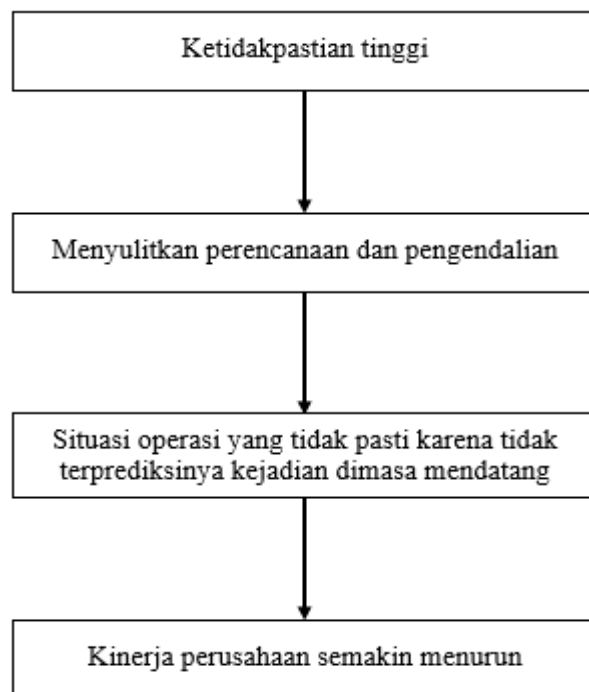 Ketidakpastian tinggi
Menyulitkan perencanaan dan pengendalian
Situasi operasi yang tidak pasti karena tidak
terprediksinya kejadian dimasa mendatang
Kinerja perusahaan semakin menurun